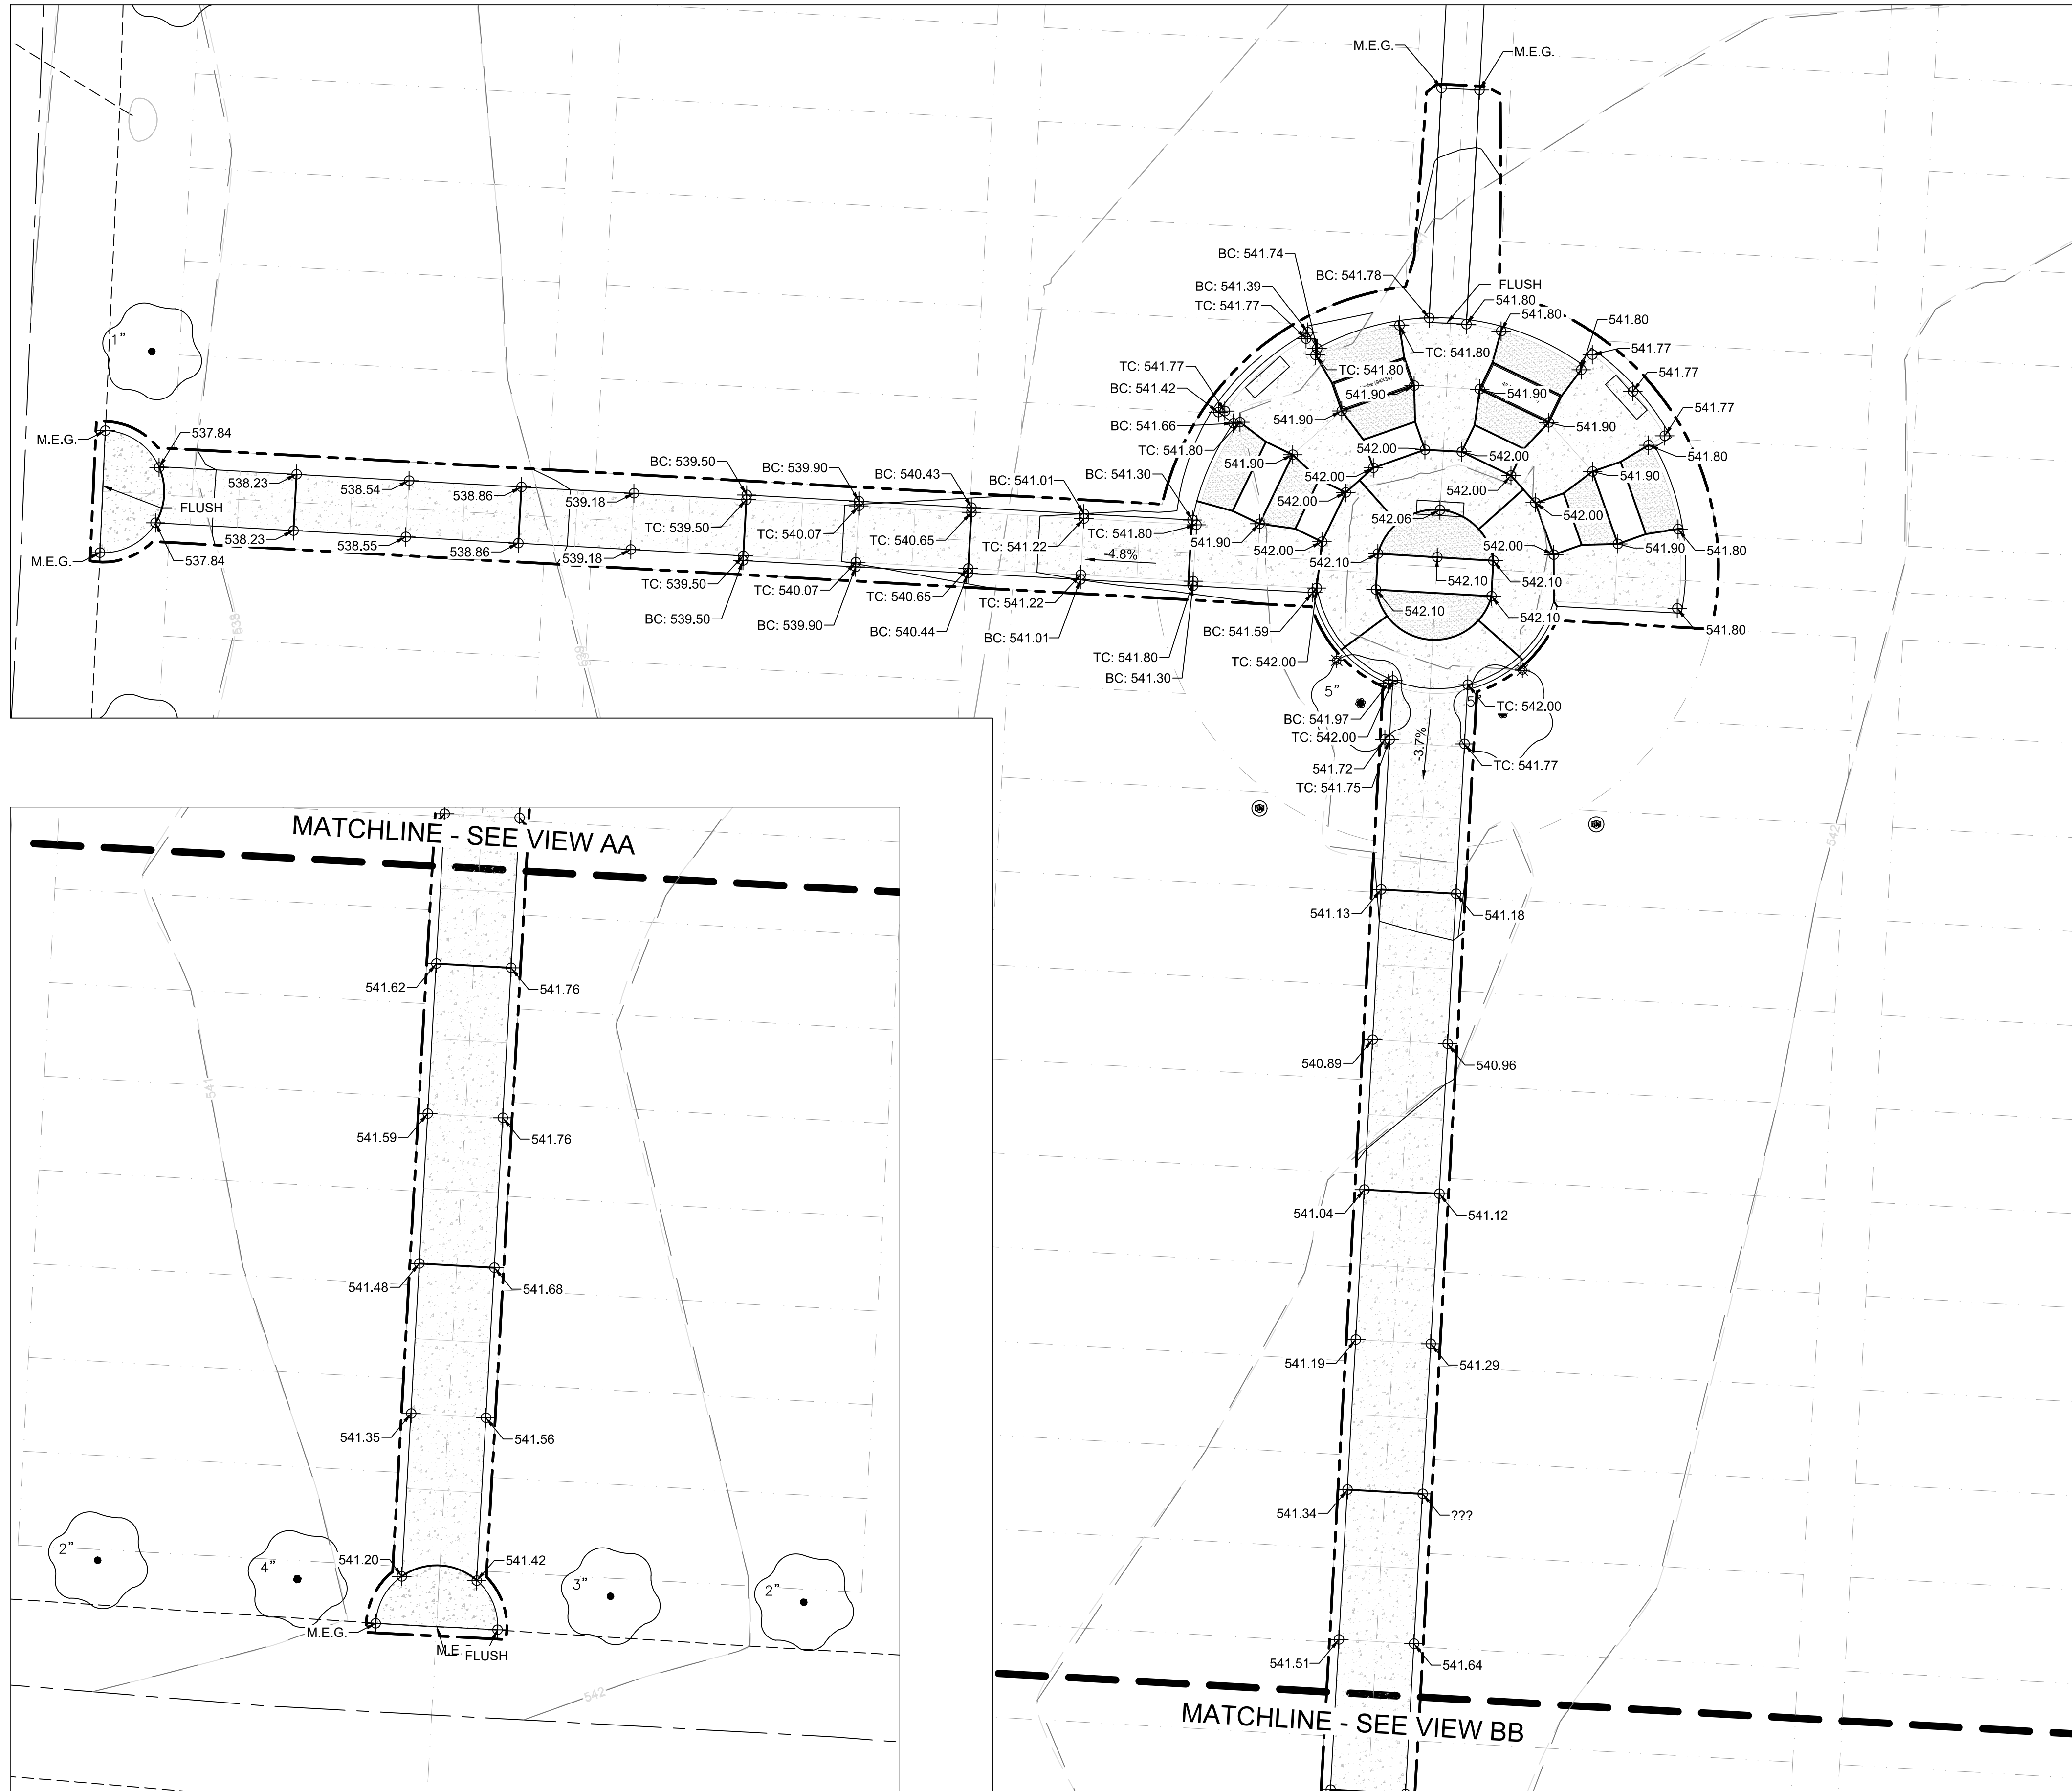 M.E.G.
M.E.G.
BC: 541.74
BC: 541.78
FLUSH
BC: 541.39
TC: 541.77
541.80
541.80
541.80
541.77
TC: 541.80
TC: 541.77
TC: 541.80
541.77
BC: 541.42
541.90
541.90
541.77
BC: 541.66
541.90
541.90
TC: 541.80
542.00
542.00
541.80
541.90
542.00
541.90
1"
M.E.G.
537.84
BC: 539.50
BC: 539.90
BC: 540.43
BC: 541.01
BC: 541.30
538.23
538.54
538.86
539.18
542.00
542.00
542.06
542.00
FLUSH
TC: 539.50
TC: 540.07
TC: 540.65
TC: 541.22
TC: 541.80
541.90
542.00
542.00
541.90
541.80
538.23
538.55
538.86
539.18
-4.8%
542.10
542.10
542.10
M.E.G.
537.84
TC: 539.50
TC: 540.07
TC: 540.65
TC: 541.22
542.10
542.10
541.80
BC: 539.50
BC: 539.90
BC: 540.44
BC: 541.01
BC: 541.59
538
539
TC: 541.80
TC: 542.00
BC: 541.30
5"
5"
TC: 542.00
BC: 541.97
TC: 542.00
-3.7%
541.72
TC: 541.77
TC: 541.75
542
541.13
541.18
540.89
540.96
541.04
541.12
541.19
541.29
541.34
???
541.51
541.64
MATCHLINE - SEE VIEW BB
MATCHLINE - SEE VIEW AA
541.62
541.76
541
541.59
541.76
541.48
541.68
541.35
541.56
541.20
541.42
2"
4"
3"
2"
M.E.G.
M.E
FLUSH
542